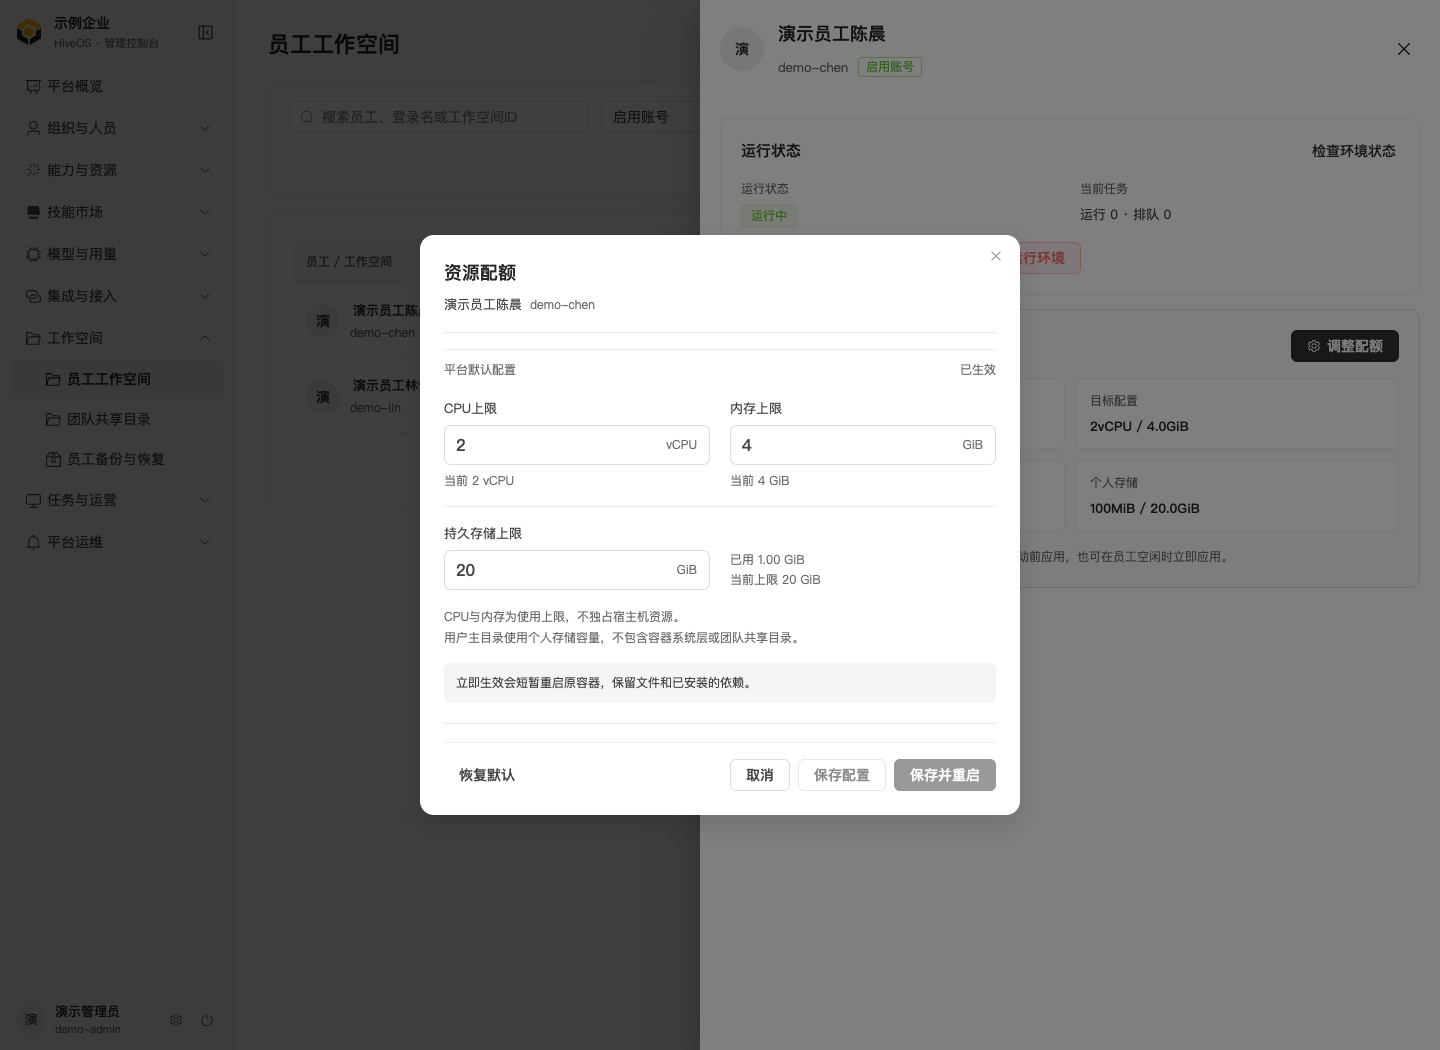 示例企业
HiveOS · 管理控制台
平台概览
组织与人员
能力与资源
技能市场
模型与用量
集成与接入
工作空间
员工工作空间
团队共享目录
员工备份与恢复
任务与运营
平台运维
演
演示管理员
demo-admin
员工工作空间
搜索员工、登录名或工作空间ID
启用账号
员工 / 工作空间
演
演示员工陈
demo-chen
演
演示员工林
demo-lin
演
演示员工陈晨
demo-chen
启用账号
运行状态
检查环境状态
运行状态
当前任务
运行中
运行 0 · 排队 0
行环境
调整配额
目标配置
2vCPU / 4.0GiB
个人存储
100MiB / 20.0GiB
动前应用，也可在员工空闲时立即应用。
资源配额
演示员工陈晨 demo-chen
平台默认配置
已生效
CPU上限
内存上限
2 vCPU
4 GiB
当前 2 vCPU
当前 4 GiB
持久存储上限
20 GiB
已用 1.00 GiB
当前上限 20 GiB
CPU与内存为使用上限，不独占宿主机资源。
用户主目录使用个人存储容量，不包含容器系统层或团队共享目录。
立即生效会短暂重启原容器，保留文件和已安装的依赖。
恢复默认
取消
保存配置
保存并重启